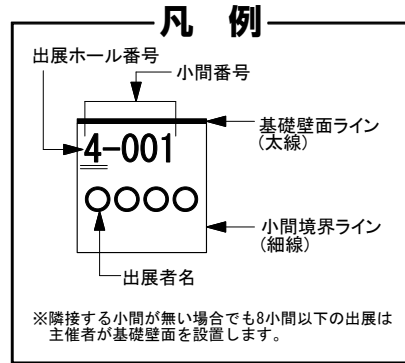 凡 例
出展ホール番号
小間番号
4-001
基礎壁面ライン
(太線)
○○○○
小間境界ライン
(細線)
出展者名
※隣接する小間が無い場合でも8小間以下の出展は
主催者が基礎壁面を設置します。